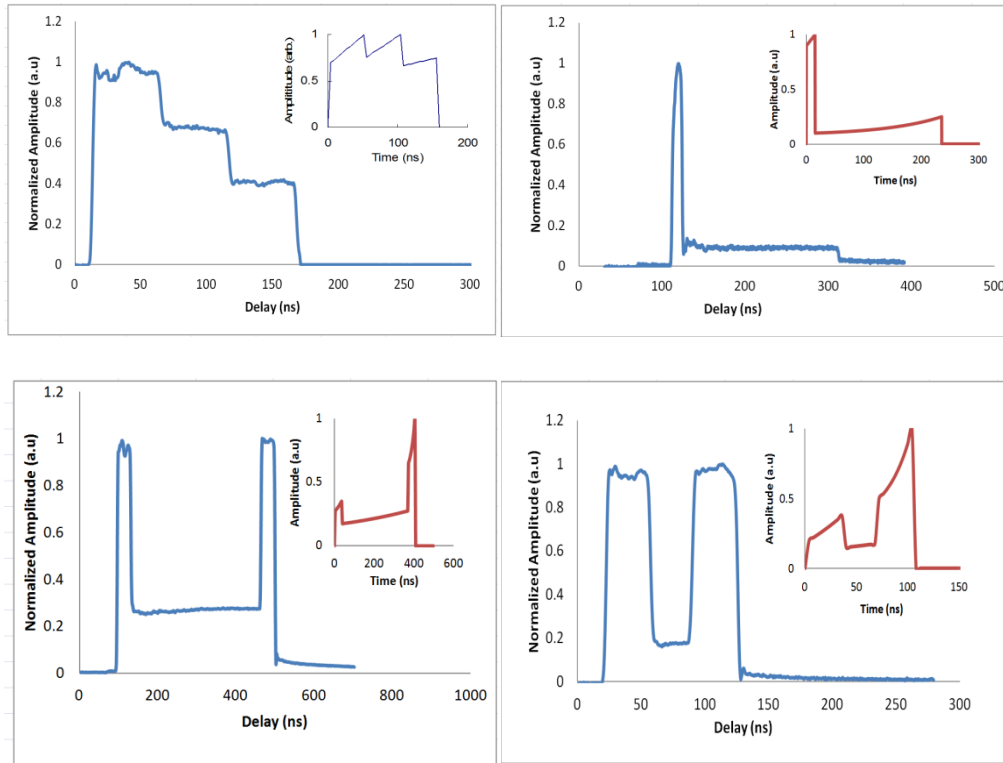 1.2
1
0.8
0.6
0.4
0.2
0
0 50 100 150 200 250 300
Normalized Amplitude (a.u)
Delay (ns)
1
0.5
0
0 100 200
Amplittitude (arb.)
Time (ns)
1.2
1
0.8
0.6
0.4
0.2
0
0 100 200 300 400 500
Normalized Amplitude (a.u)
Delay (ns)
1
0.5
0
0 100 200 300
Amplitude (a.u)
Time (ns)
1.2
1
0.8
0.6
0.4
0.2
0
0 200 400 600 800 1000
Normalized Amplitude (a.u)
Delay (ns)
1
0.5
0
0 200 400 600
Amplitude (a.u)
Time (ns)
1.2
1
0.8
0.6
0.4
0.2
0
0 50 100 150 200 250 300
Normalized Amplitude (a.u)
Delay (ns)
1
0.5
0
0 50 100 150
Amplitude (a.u)
Time (ns)